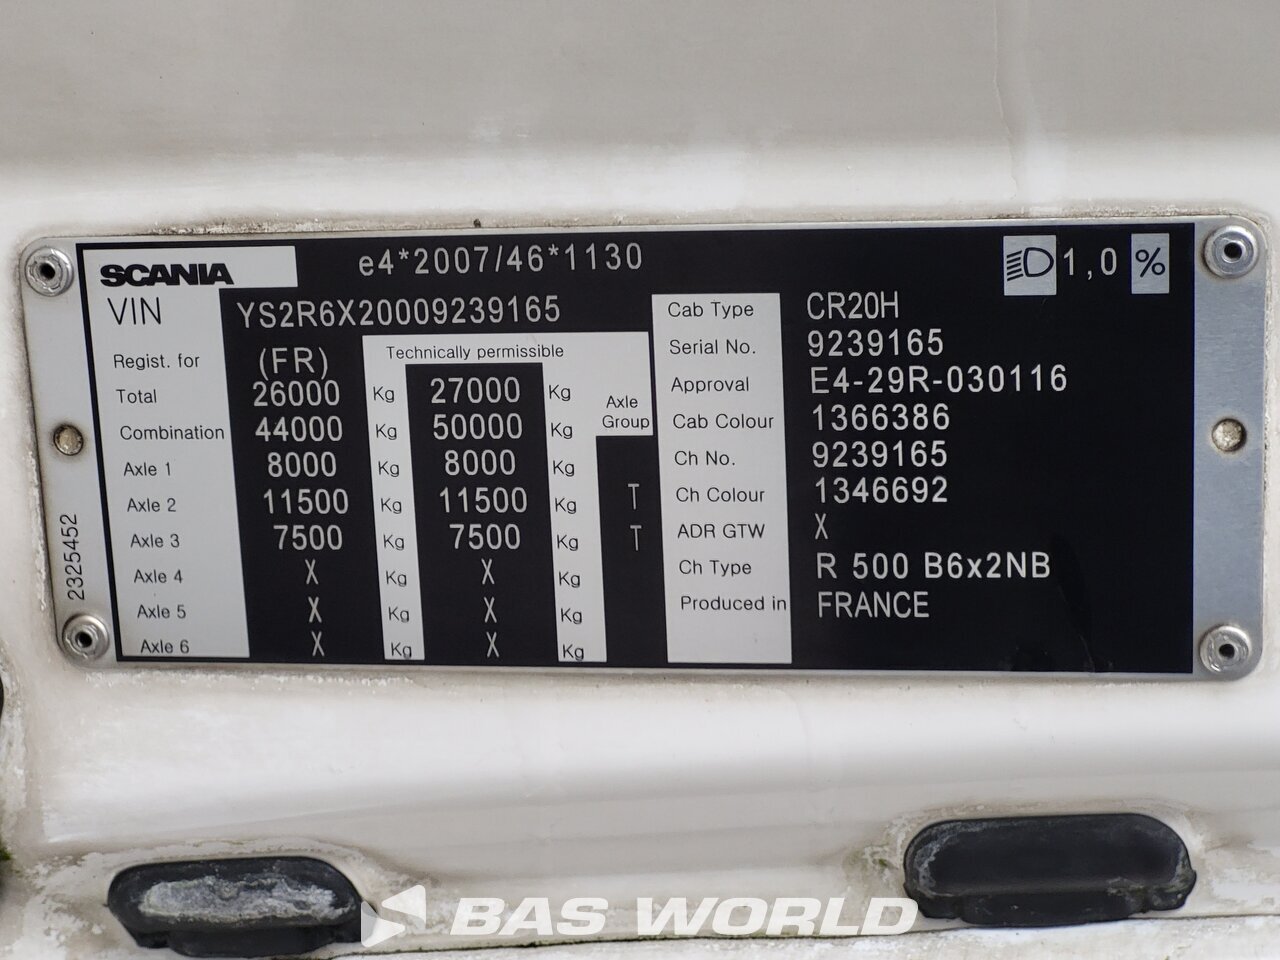 SCANIA e4*2007/46*1130 1,0 %
VIN YS2R6X20009239165
Regist. for (FR) Technically permissible
Total 26000 Kg 27000 Kg Axle Group
Combination 44000 Kg 50000 Kg
Axle 1 8000 Kg 8000 Kg
Axle 2 11500 Kg 11500 Kg T
Axle 3 7500 Kg 7500 Kg T
Axle 4 X Kg X Kg
Axle 5 X Kg X Kg
Axle 6 X Kg X Kg
Cab Type CR20H
Serial No. 9239165
Approval E4-29R-030116
Cab Colour 1366386
Ch No. 9239165
Ch Colour 1346692
ADR GTW X
Ch Type R 500 B6x2NB
Produced in FRANCE
2325452
BAS WORLD